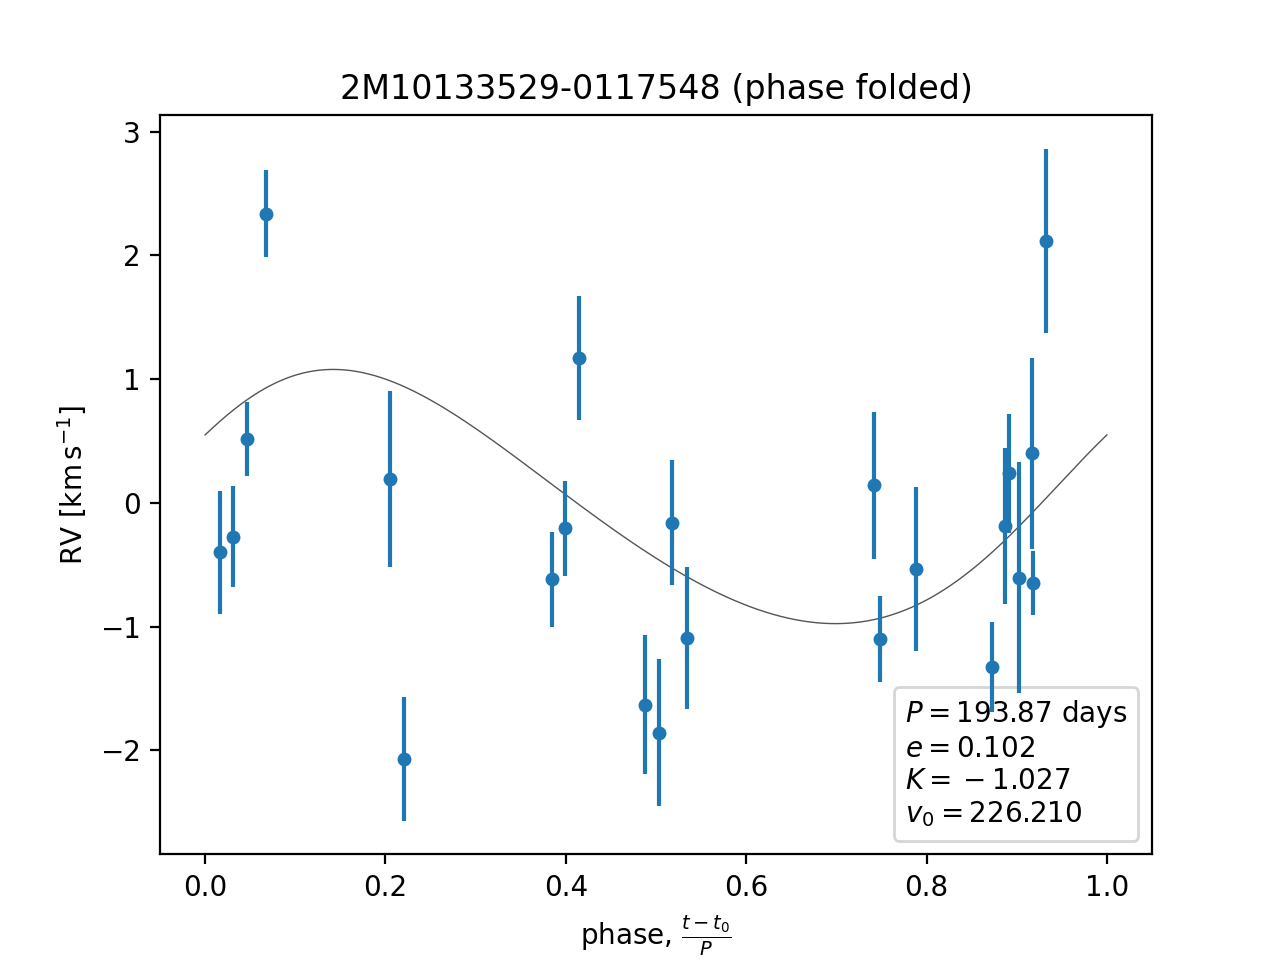 2M10133529-0117548 (phase folded)
3
2
1
0
−1
−2
RV [km s⁻¹]
P = 193.87 days
e = 0.102
K = −1.027
v₀ = 226.210
0.0 0.2 0.4 0.6 0.8 1.0
phase, (t − t₀)/P